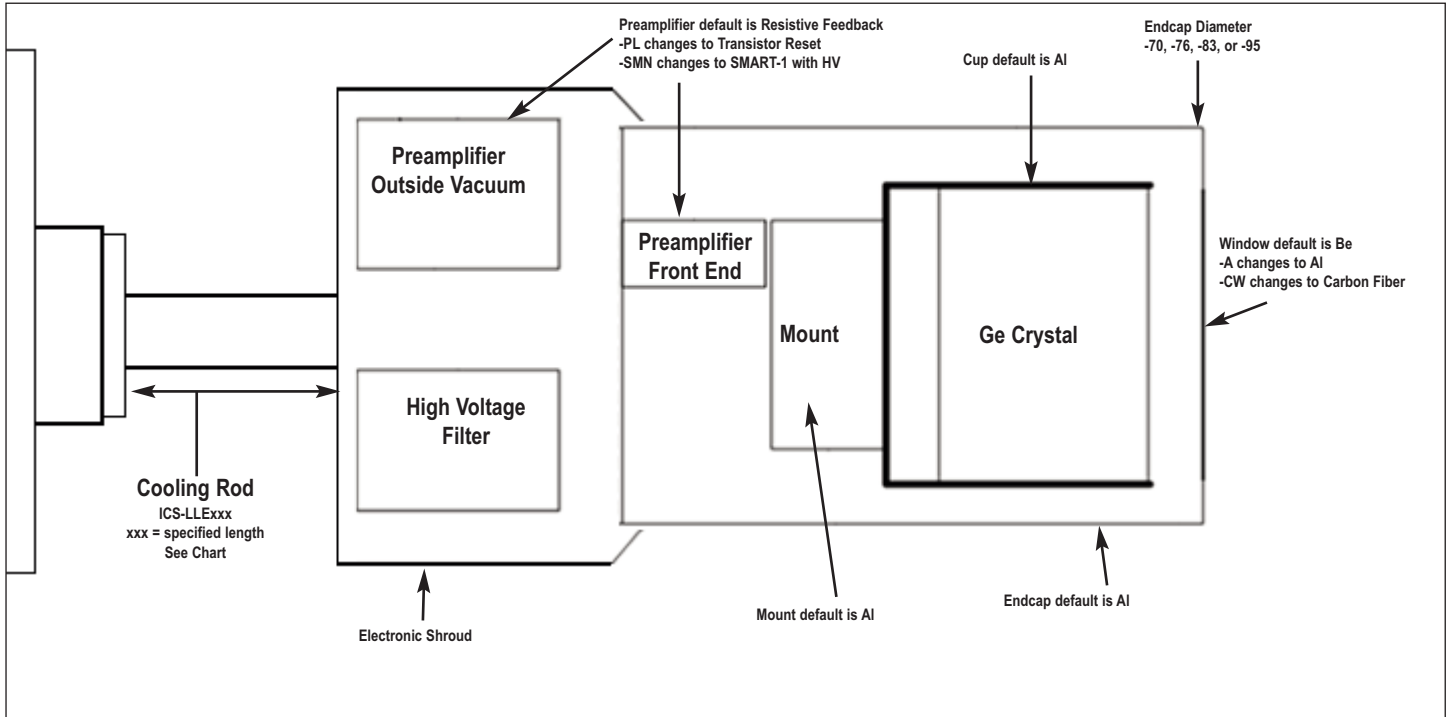 Preamplifier default is Resistive Feedback
-PL changes to Transistor Reset
-SMN changes to SMART-1 with HV
Endcap Diameter
-70, -76, -83, or -95
Cup default is Al
Preamplifier
Outside Vacuum
Preamplifier
Front End
Window default is Be
-A changes to Al
-CW changes to Carbon Fiber
Mount
Ge Crystal
High Voltage
Filter
Cooling Rod
ICS-LLExxx
xxx = specified length
See Chart
Mount default is Al
Endcap default is Al
Electronic Shroud